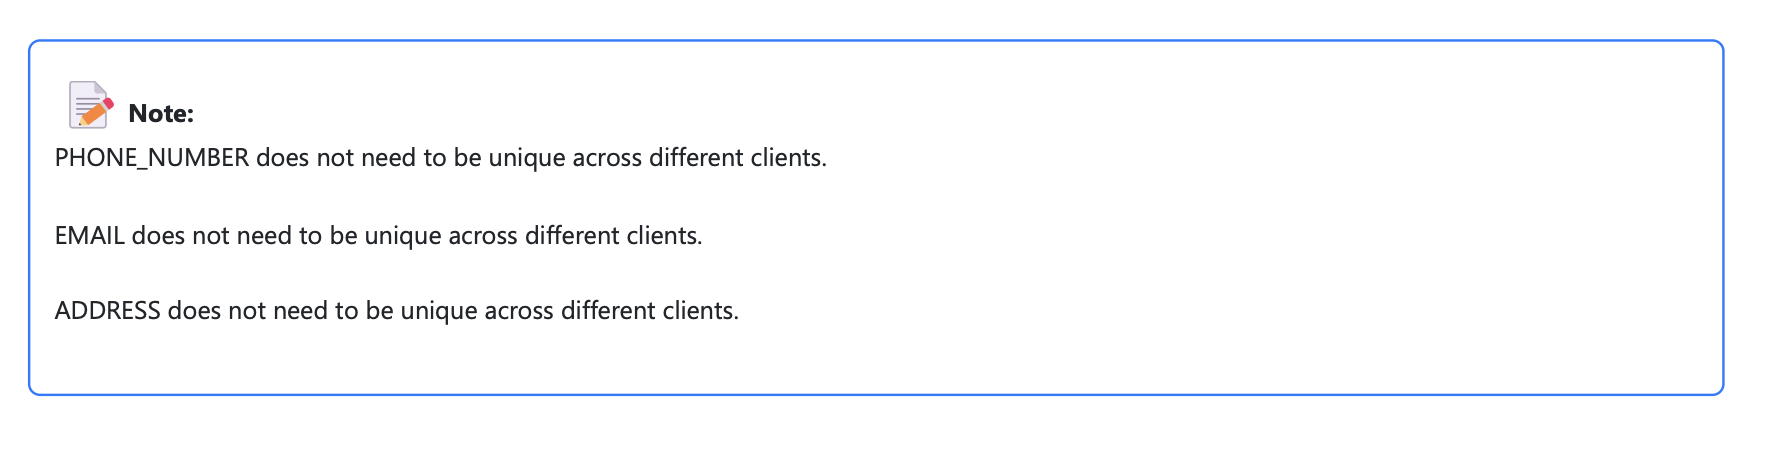 Note:
PHONE_NUMBER does not need to be unique across different clients.
EMAIL does not need to be unique across different clients.
ADDRESS does not need to be unique across different clients.